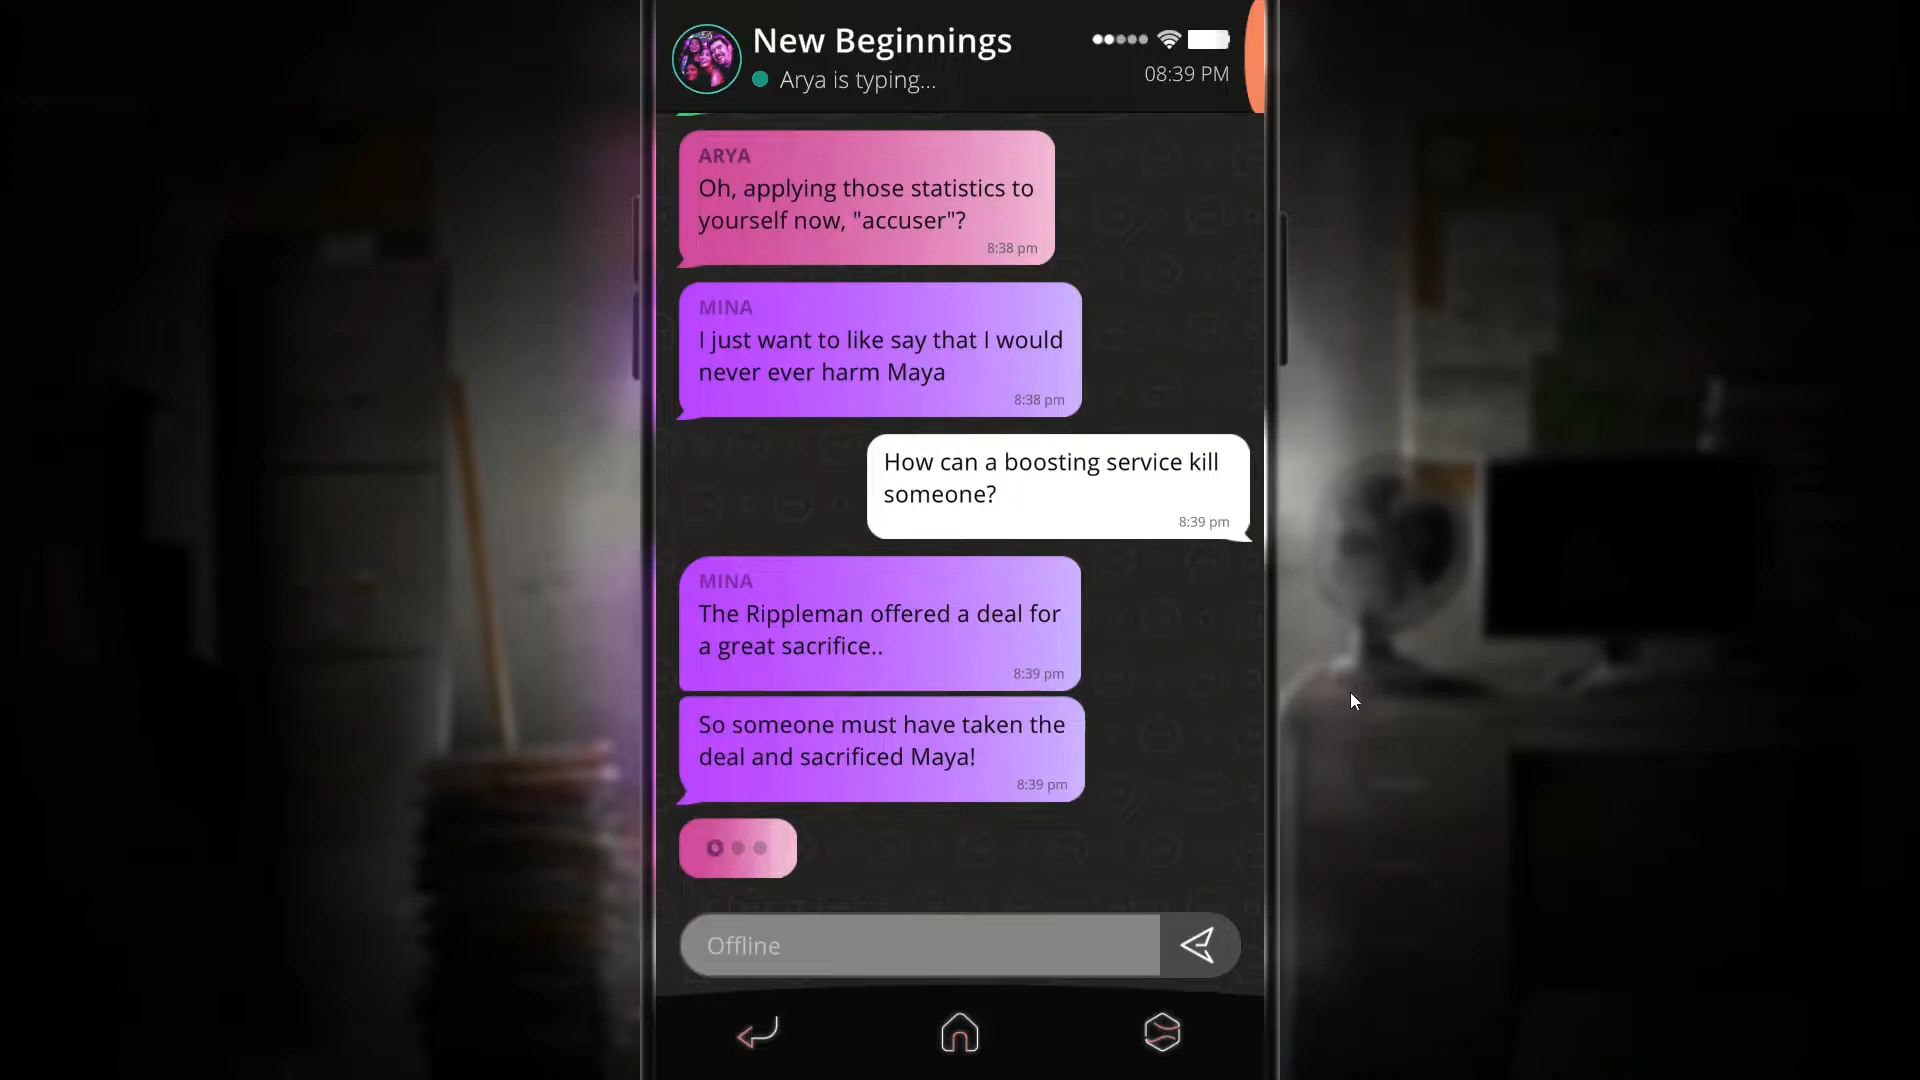 New Beginnings
Arya is typing...
08:39 PM
ARYA
Oh, applying those statistics to
yourself now, "accuser"?
8:38 pm
MINA
I just want to like say that I would
never ever harm Maya
8:38 pm
How can a boosting service kill
someone?
8:39 pm
MINA
The Rippleman offered a deal for
a great sacrifice..
8:39 pm
So someone must have taken the
deal and sacrificed Maya!
8:39 pm
Offline